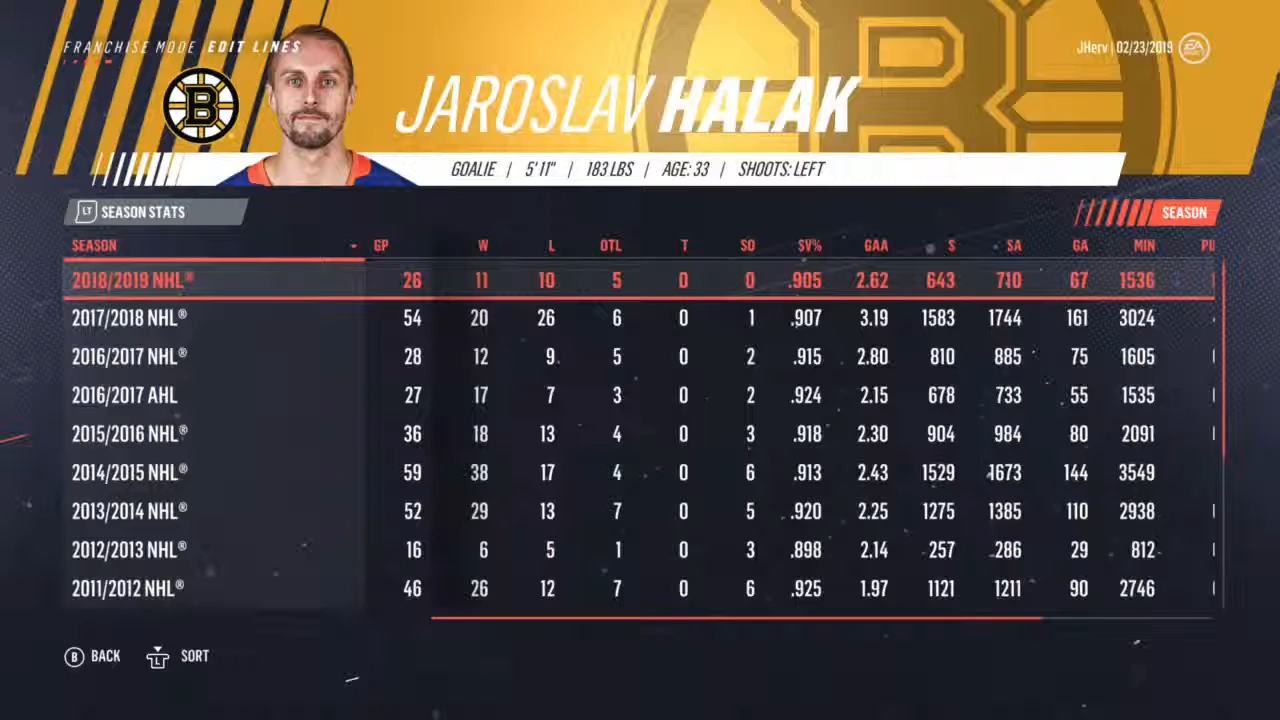 FRANCHISE MODE EDIT LINES
JHerv | 02/23/2019
EA
B
JAROSLAV HALAK
GOALIE / 5' 11" / 183 LBS / AGE: 33 / SHOOTS: LEFT
LT SEASON STATS
SEASON
SEASON GP W L OTL T SO SV% GAA S SA GA MIN
2018/2019 NHL® 26 11 10 5 0 0 .905 2.62 643 710 67 1536
2017/2018 NHL® 54 20 26 6 0 1 .907 3.19 1583 1744 161 3024
2016/2017 NHL® 28 12 9 5 0 2 .915 2.80 810 885 75 1605
2016/2017 AHL 27 17 7 3 0 2 .924 2.15 678 733 55 1535
2015/2016 NHL® 36 18 13 4 0 3 .918 2.30 904 984 80 2091
2014/2015 NHL® 59 38 17 4 0 6 .913 2.43 1529 1673 144 3549
2013/2014 NHL® 52 29 13 7 0 5 .920 2.25 1275 1385 110 2938
2012/2013 NHL® 16 6 5 1 0 3 .898 2.14 257 286 29 812
2011/2012 NHL® 46 26 12 7 0 6 .925 1.97 1121 1211 90 2746
B BACK L SORT